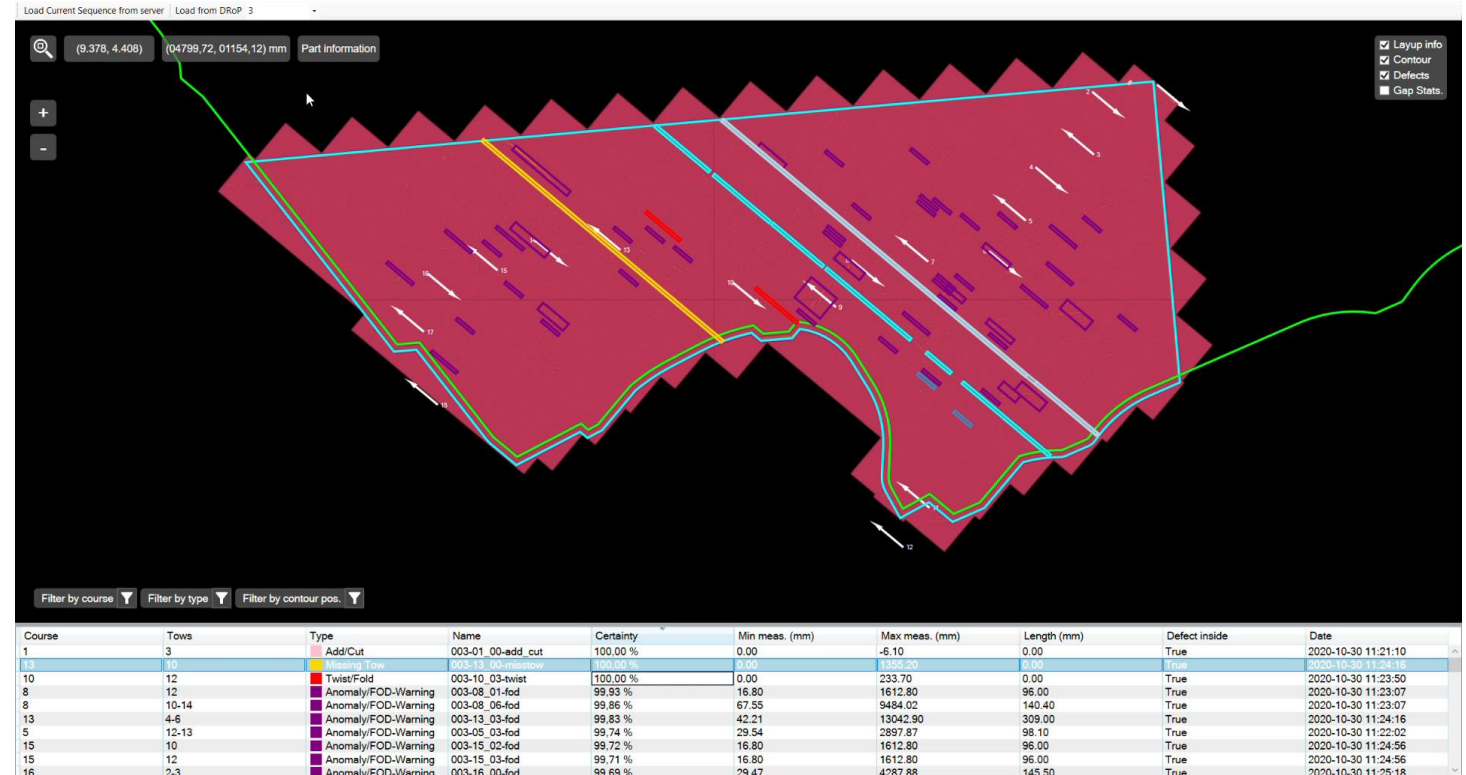 Load Current Sequence from server Load from DRoP 3
(9.378, 4.408) (04799,72, 01154,12) mm Part information
Layup info
Contour
Defects
Gap Stats.
+
-
2
3
4
5
13
7
15
16
10
9
17
18
11
12
Filter by course Filter by type Filter by contour pos.
Course Tows Type Name Certainty Min meas. (mm) Max meas. (mm) Length (mm) Defect inside Date
1 3 Add/Cut 003-01_00-add_cut 100,00 % 0.00 -6.10 0.00 True 2020-10-30 11:21:10
13 10 Missing Tow 003-13_00-misstow 100,00 % 0.00 1355.20 0.00 True 2020-10-30 11:24:16
10 12 Twist/Fold 003-10_03-twist 100,00 % 0.00 233.70 0.00 True 2020-10-30 11:23:50
8 12 Anomaly/FOD-Warning 003-08_01-fod 99,93 % 16.80 1612.80 96.00 True 2020-10-30 11:23:07
8 10-14 Anomaly/FOD-Warning 003-08_06-fod 99,86 % 67.55 9484.02 140.40 True 2020-10-30 11:23:07
13 4-6 Anomaly/FOD-Warning 003-13_03-fod 99,83 % 42.21 13042.90 309.00 True 2020-10-30 11:24:16
5 12-13 Anomaly/FOD-Warning 003-05_03-fod 99,74 % 29.54 2897.87 98.10 True 2020-10-30 11:22:02
15 10 Anomaly/FOD-Warning 003-15_02-fod 99,72 % 16.80 1612.80 96.00 True 2020-10-30 11:24:56
15 12 Anomaly/FOD-Warning 003-15_03-fod 99,71 % 16.80 1612.80 96.00 True 2020-10-30 11:24:56
16 2-3 Anomaly/FOD-Warning 003-16_00-fod 99,69 % 29.47 4287.88 145.50 True 2020-10-30 11:25:18